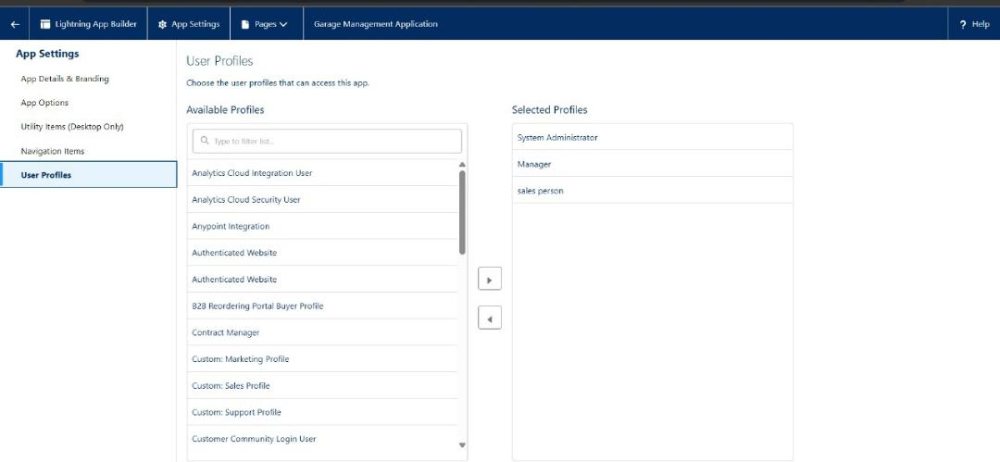 Lightning App Builder
App Settings
Pages
Garage Management Application
? Help
App Settings
App Details & Branding
App Options
Utility Items (Desktop Only)
Navigation Items
User Profiles
User Profiles
Choose the user profiles that can access this app.
Available Profiles
Type to filter list...
Analytics Cloud Integration User
Analytics Cloud Security User
Anypoint Integration
Authenticated Website
Authenticated Website
B2B Reordering Portal Buyer Profile
Contract Manager
Custom: Marketing Profile
Custom: Sales Profile
Custom: Support Profile
Customer Community Login User
Selected Profiles
System Administrator
Manager
sales person